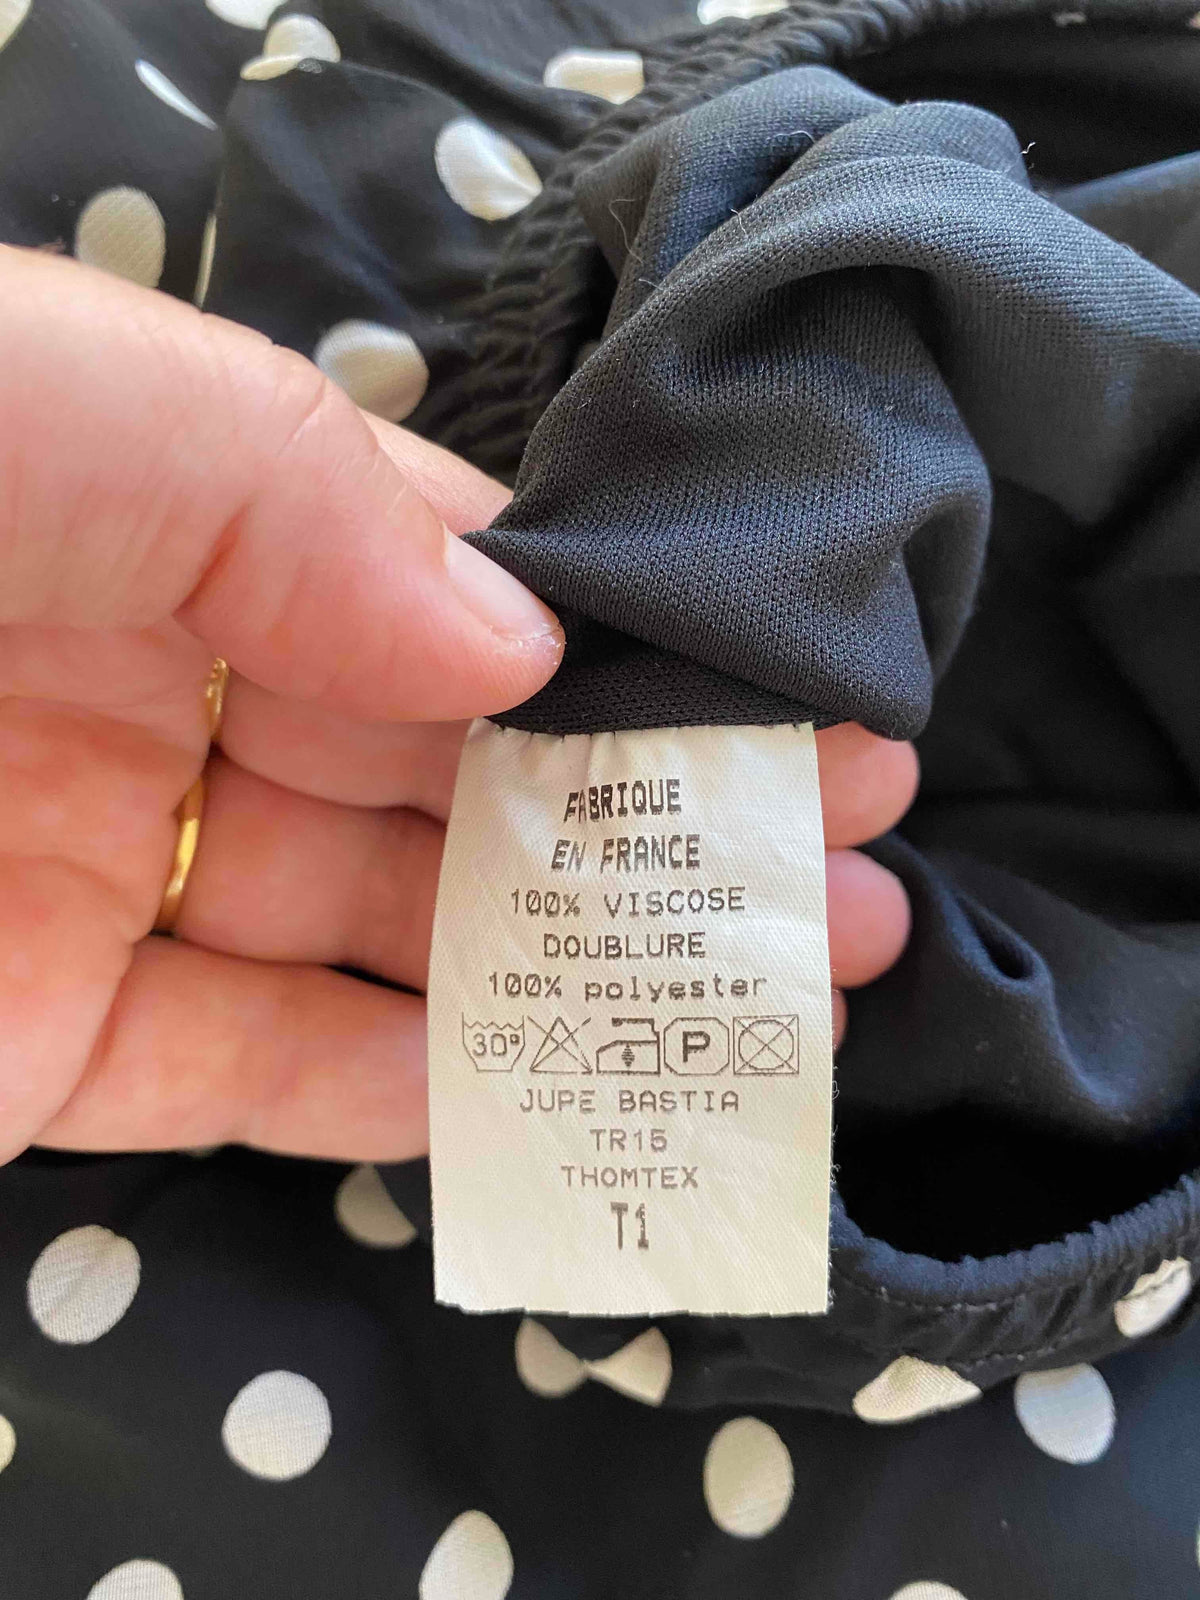 FABRIQUE
EN FRANCE
100% VISCOSE
DOUBLURE
100% polyester
30° P
JUPE BASTIA
TR15
THOMTEX
T1